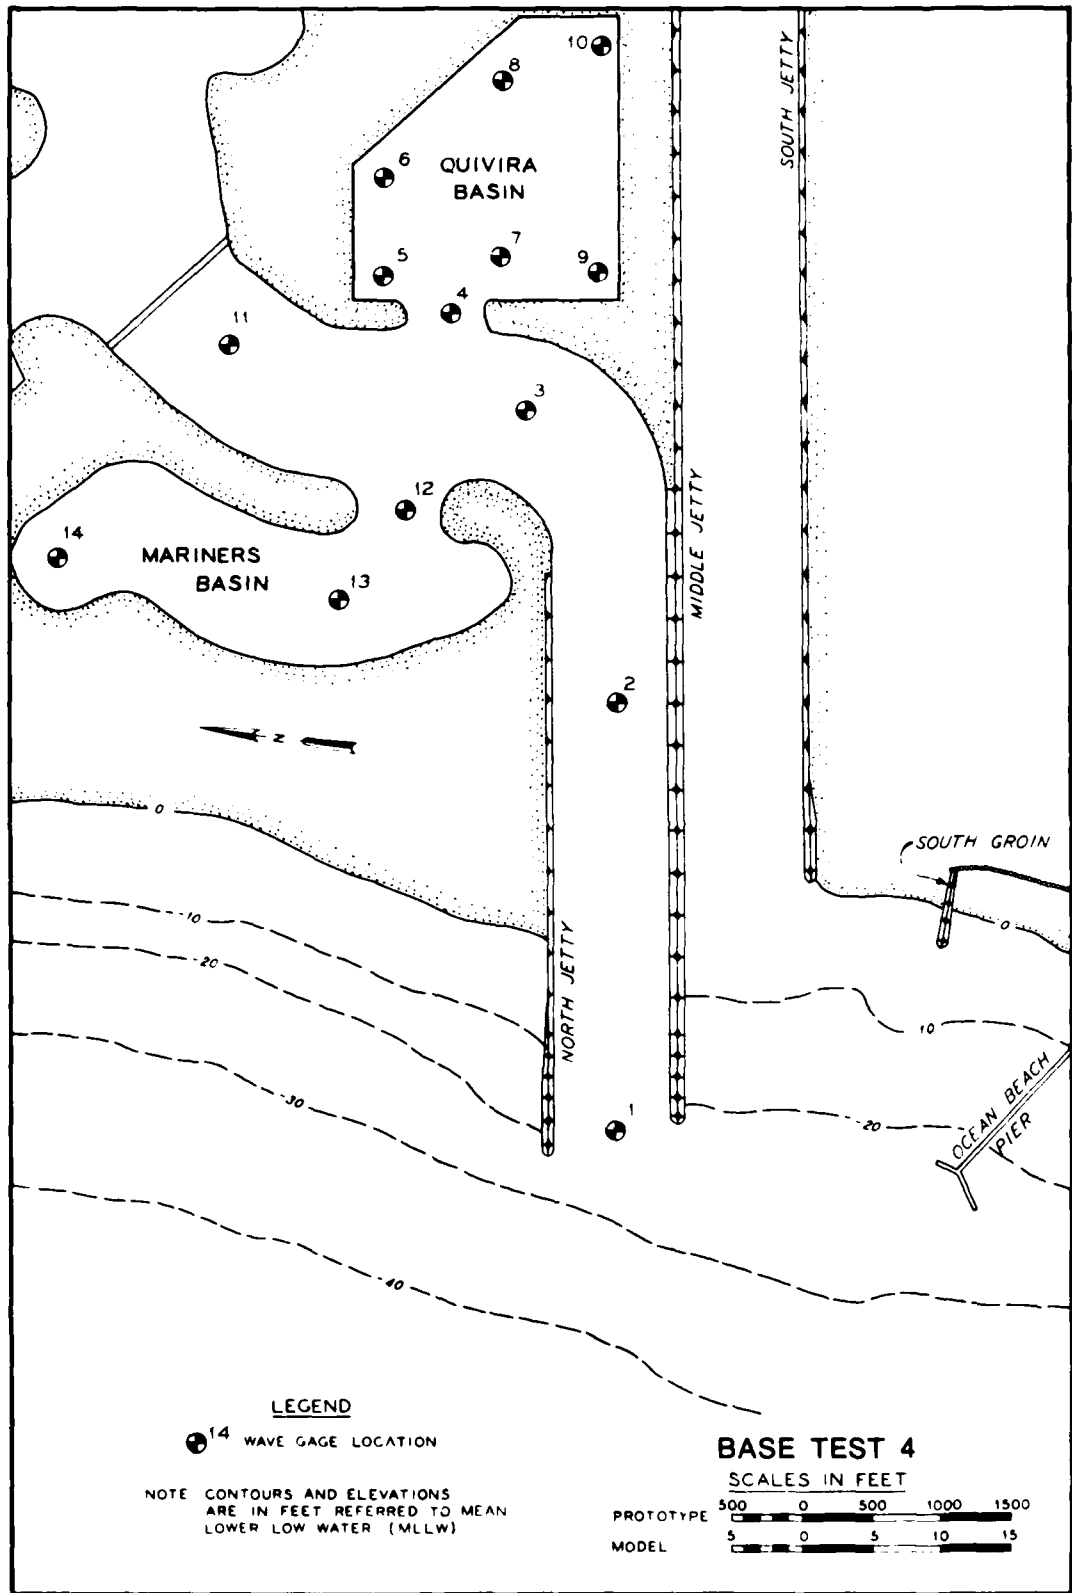 10
8
SOUTH JETTY
6
QUIVIRA
BASIN
7
5
9
4
11
3
12
14
MARINERS
BASIN
13
MIDDLE JETTY
2
N
0
SOUTH GROIN
0
-10
-20
NORTH JETTY
10
OCEAN BEACH
PIER
-30
1
-20
-40
LEGEND
14 WAVE GAGE LOCATION
NOTE CONTOURS AND ELEVATIONS
ARE IN FEET REFERRED TO MEAN
LOWER LOW WATER (MLLW)
BASE TEST 4
SCALES IN FEET
PROTOTYPE 500 0 500 1000 1500
MODEL 5 0 5 10 15